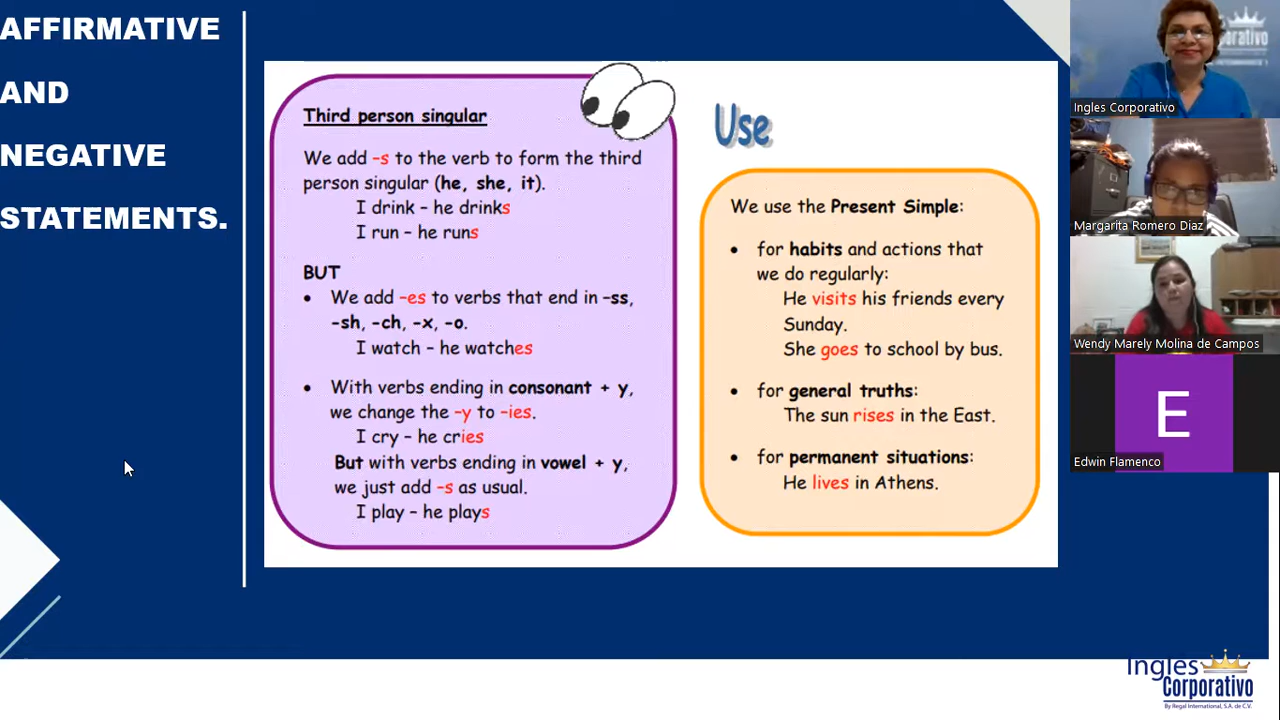 AFFIRMATIVE
AND
NEGATIVE
STATEMENTS.
Third person singular
We add –s to the verb to form the third
person singular (he, she, it).
I drink – he drinks
I run – he runs
BUT
• We add –es to verbs that end in –ss,
–sh, –ch, –x, –o.
I watch – he watches
• With verbs ending in consonant + y,
we change the –y to –ies.
I cry – he cries
But with verbs ending in vowel + y,
we just add –s as usual.
I play – he plays
Use
We use the Present Simple:
• for habits and actions that
we do regularly:
He visits his friends every
Sunday.
She goes to school by bus.
• for general truths:
The sun rises in the East.
• for permanent situations:
He lives in Athens.
Ingles Corporativo
Margarita Romero Diaz
Wendy Marely Molina de Campos
E
Edwin Flamenco
Ingles
Corporativo
By Regal International, S.A. de C.V.